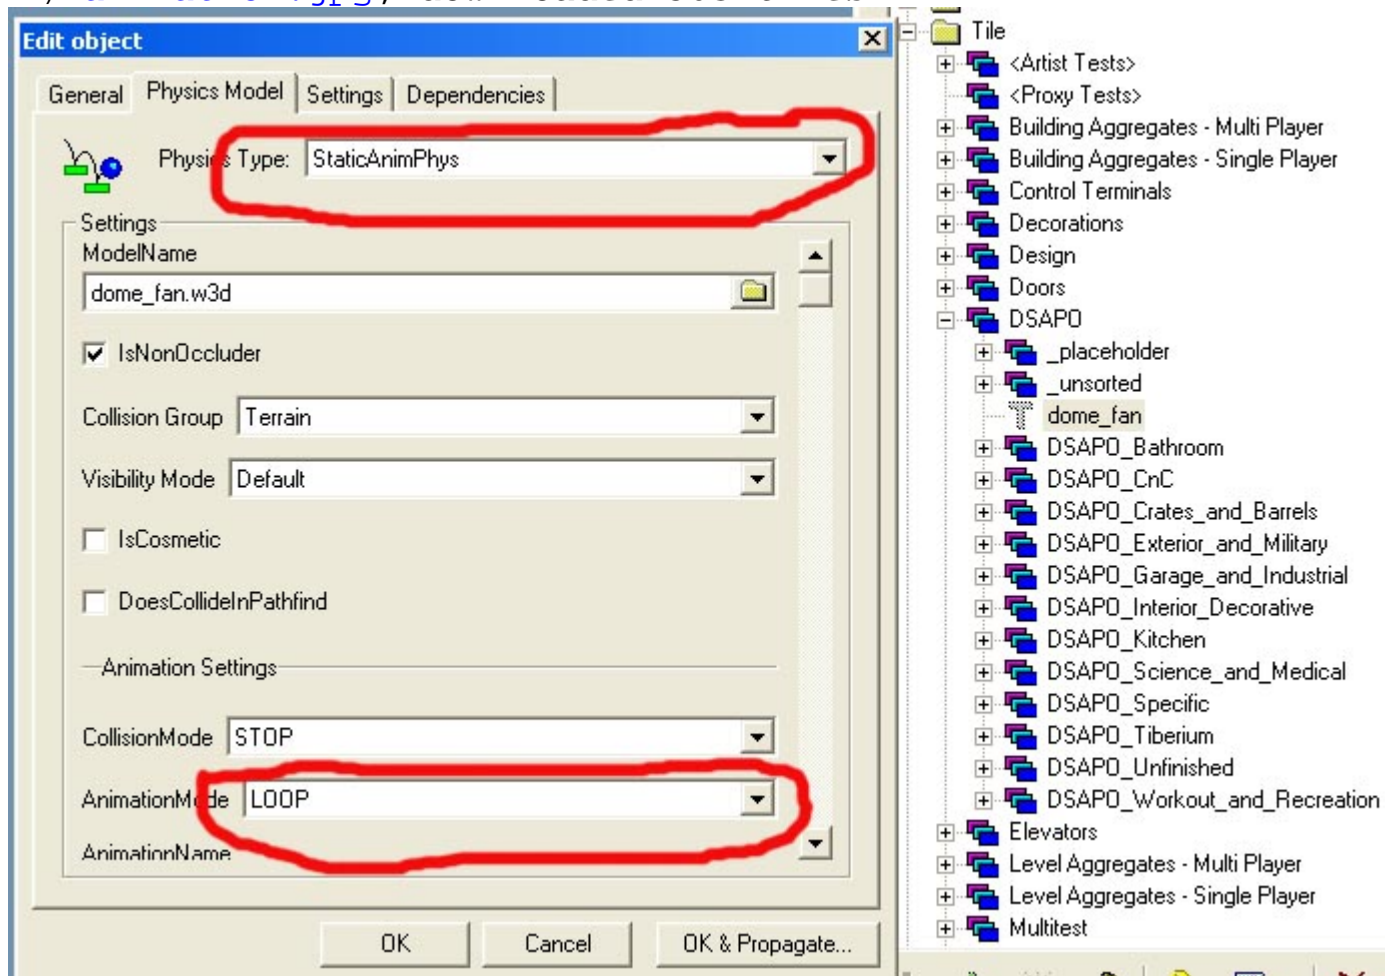 Edit object
General Physics Model Settings Dependencies
Physics Type: StaticAnimPhys
Settings
ModelName
dome_fan.w3d
IsNonOccluder
Collision Group Terrain
Visibility Mode Default
IsCosmetic
DoesCollideInPathfind
Animation Settings
CollisionMode STOP
AnimationMode LOOP
AnimationName
OK Cancel OK & Propagate...
Tile
<Artist Tests>
<Proxy Tests>
Building Aggregates - Multi Player
Building Aggregates - Single Player
Control Terminals
Decorations
Design
Doors
DSAPO
_placeholder
_unsorted
dome_fan
DSAPO_Bathroom
DSAPO_CnC
DSAPO_Crates_and_Barrels
DSAPO_Exterior_and_Military
DSAPO_Garage_and_Industrial
DSAPO_Interior_Decorative
DSAPO_Kitchen
DSAPO_Science_and_Medical
DSAPO_Specific
DSAPO_Tiberium
DSAPO_Unfinished
DSAPO_Workout_and_Recreation
Elevators
Level Aggregates - Multi Player
Level Aggregates - Single Player
Multitest